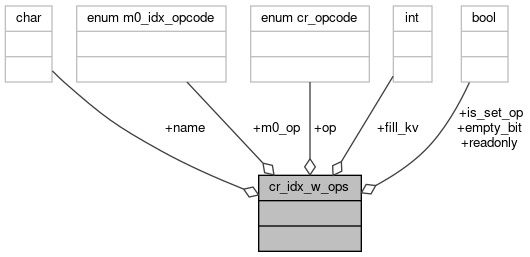 char
enum m0_idx_opcode
enum cr_opcode
int
bool
+name
+m0_op
+op
+fill_kv
+is_set_op
+empty_bit
+readonly
cr_idx_w_ops